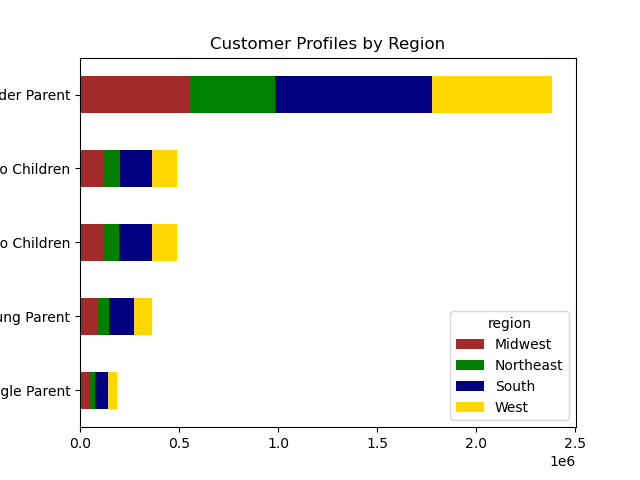 Customer Profiles by Region
der Parent
o Children
o Children
ung Parent
gle Parent
region
Midwest
Northeast
South
West
0.0 0.5 1.0 1.5 2.0 2.5
1e6